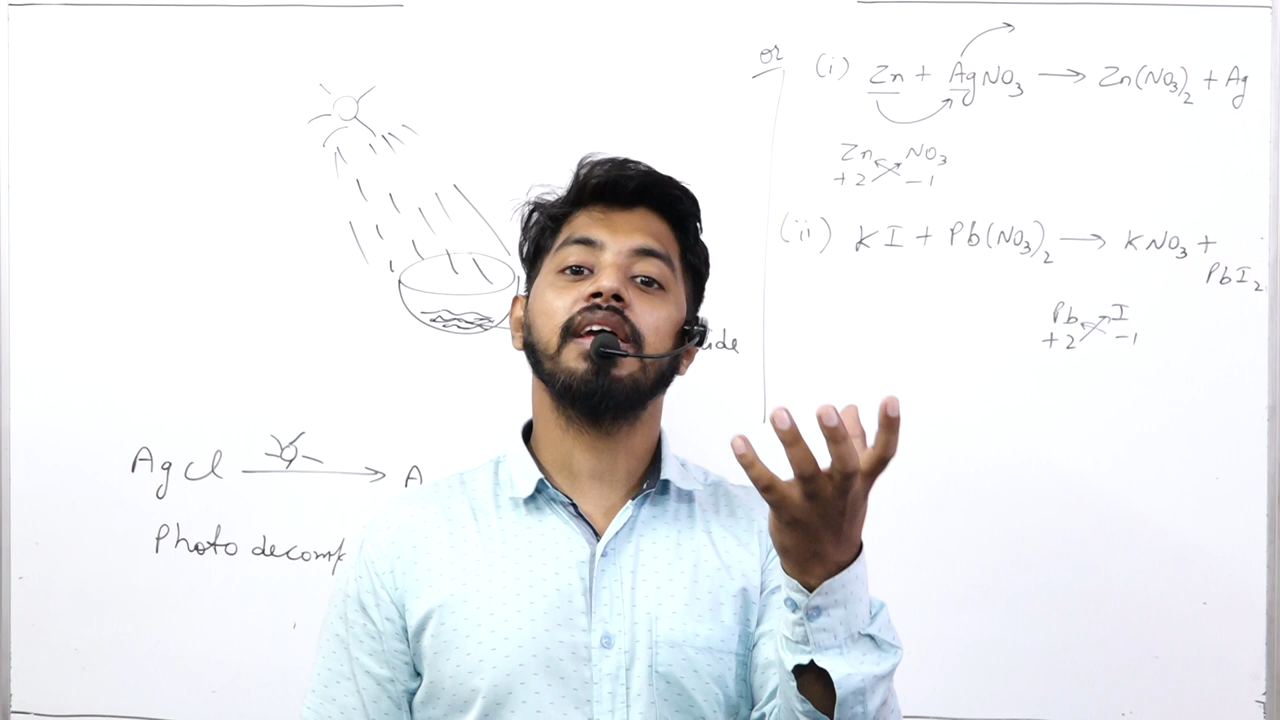 AgCl ⟶ A
Photo decomp
or (i) Zn + AgNO₃ ⟶ Zn(NO₃)₂ + Ag
Zn NO₃
+2 −1
(ii) KI + Pb(NO₃)₂ ⟶ KNO₃ +
PbI₂
Pb I
+2 −1